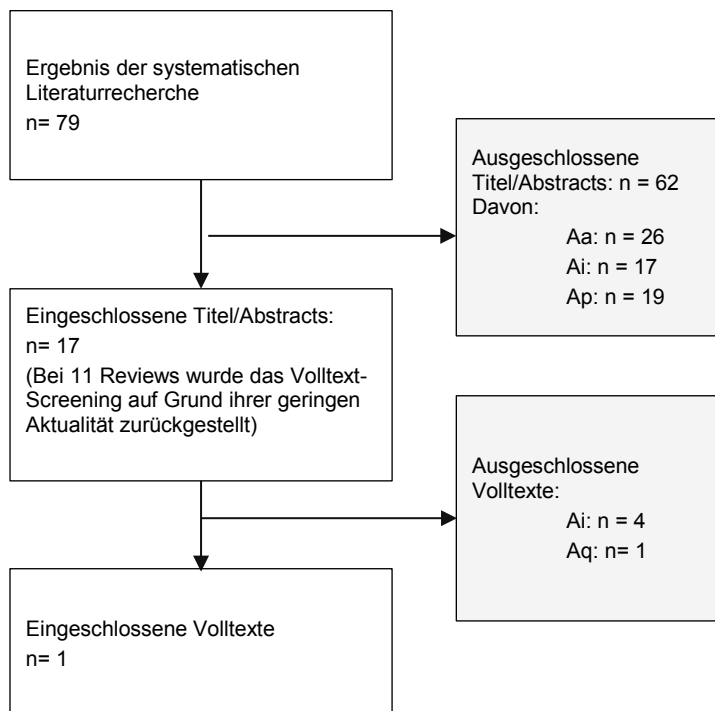 Ergebnis der systematischen
Literaturrecherche
n= 79
Ausgeschlossene
Titel/Abstracts: n = 62
Davon:
Aa: n = 26
Ai: n = 17
Ap: n = 19
Eingeschlossene Titel/Abstracts:
n= 17
(Bei 11 Reviews wurde das Volltext-
Screening auf Grund ihrer geringen
Aktualität zurückgestellt)
Ausgeschlossene
Volltexte:
Ai: n = 4
Aq: n= 1
Eingeschlossene Volltexte
n= 1